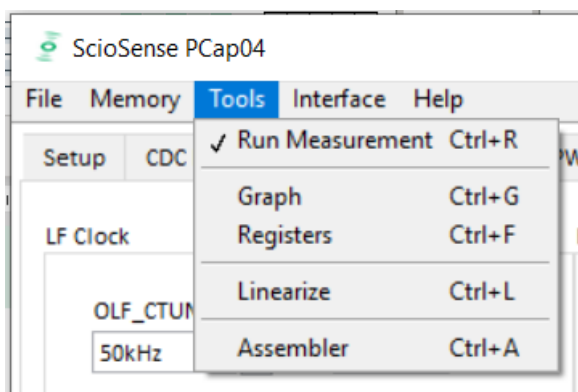 ScioSense PCap04
File Memory Tools Interface Help
Setup CDC
Run Measurement Ctrl+R
Graph Ctrl+G
Registers Ctrl+F
Linearize Ctrl+L
Assembler Ctrl+A
LF Clock
OLF_CTUN
50kHz